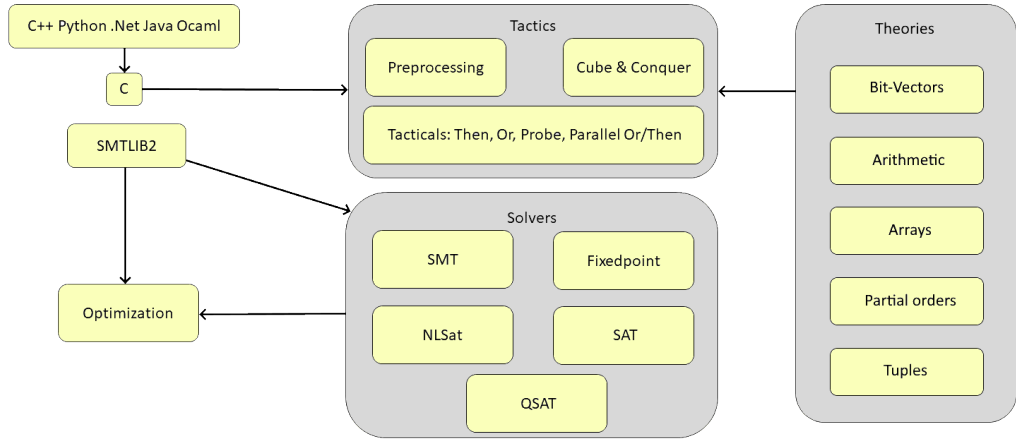 C++ Python .Net Java Ocaml
C
SMTLIB2
Optimization
Tactics
Preprocessing
Cube & Conquer
Tacticals: Then, Or, Probe, Parallel Or/Then
Solvers
SMT
Fixedpoint
NLSat
SAT
QSAT
Theories
Bit-Vectors
Arithmetic
Arrays
Partial orders
Tuples